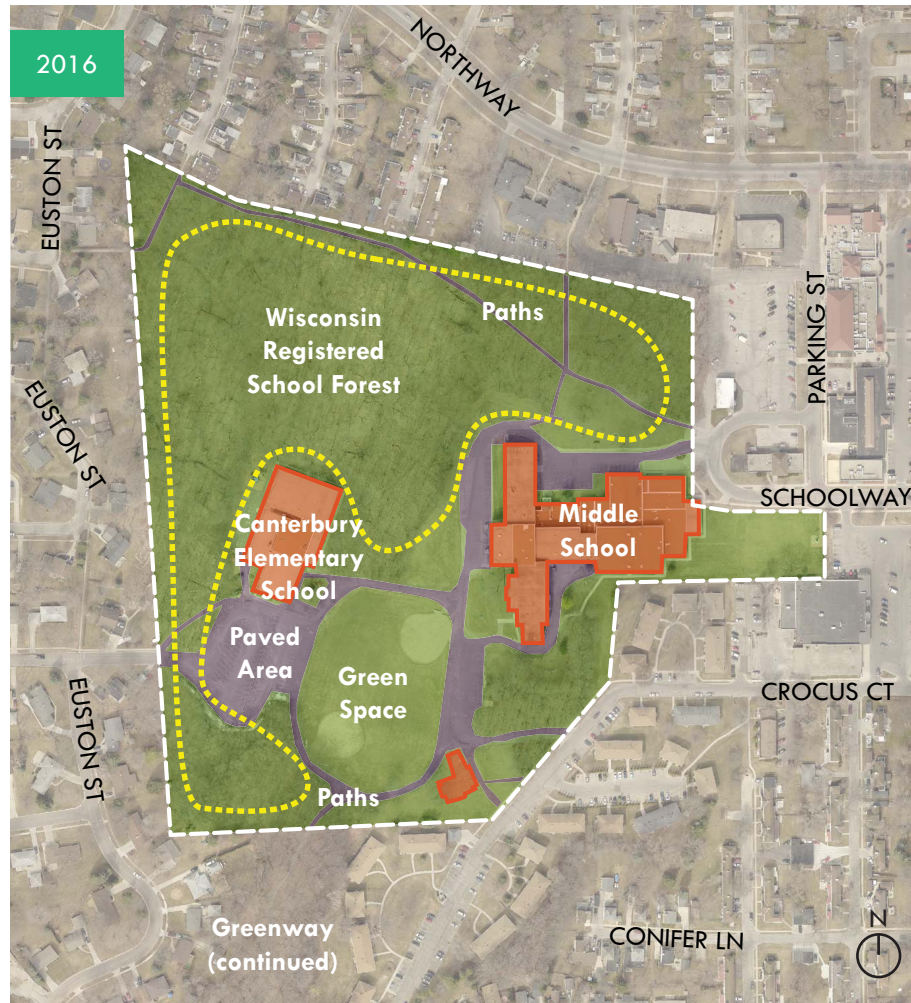 2016
NORTHWAY
EUSTON ST
PARKING ST
Paths
Wisconsin
Registered
School Forest
EUSTON ST
SCHOOLWAY
Middle
School
Canterbury
Elementary
School
Paved
Area
Green
Space
EUSTON ST
CROCUS CT
Paths
Greenway
(continued)
CONIFER LN
N